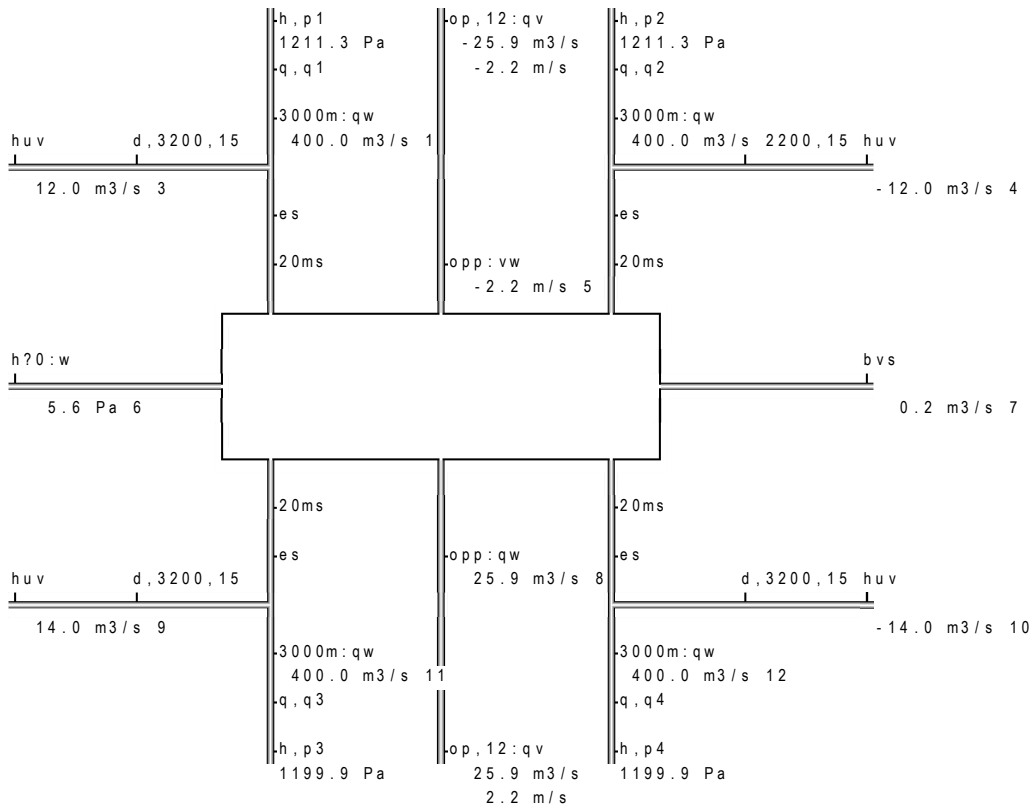 h,p1 op,12:qv h,p2
1211.3 Pa -25.9 m3/s 1211.3 Pa
q,q1 -2.2 m/s q,q2
3000m:qw 3000m:qw
huv d,3200,15 400.0 m3/s 1 400.0 m3/s 2200,15 huv
12.0 m3/s 3 -12.0 m3/s 4
es es
20ms opp:vw 20ms
-2.2 m/s 5
h?0:w bvs
5.6 Pa 6 0.2 m3/s 7
20ms 20ms
es opp:qw es
huv d,3200,15 25.9 m3/s 8 d,3200,15 huv
14.0 m3/s 9 -14.0 m3/s 10
3000m:qw 3000m:qw
400.0 m3/s 11 400.0 m3/s 12
q,q3 q,q4
h,p3 op,12:qv h,p4
1199.9 Pa 25.9 m3/s 1199.9 Pa
2.2 m/s